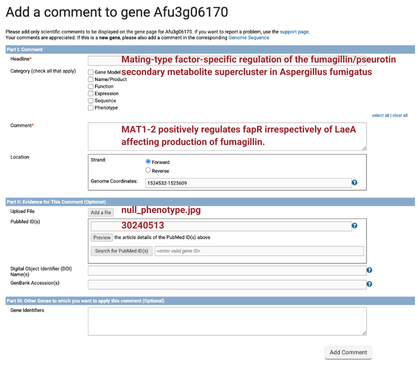 Add a comment to gene Afu3g06170
Please add only scientific comments to be displayed on the gene page for Afu3g06170. If you want to report a problem, use the support page.
Your comments are appreciated. If this is a new gene, please also add a comment in the corresponding Genome Sequence
Part I: Comment
Headline* Mating-type factor-specific regulation of the fumagillin/pseurotin
Category (check all that apply) Gene Model secondary metabolite supercluster in Aspergillus fumigatus
Name/Product
Function
Expression
Sequence
Phenotype
select all | clear all
Comment* MAT1-2 positively regulates fapR irrespectively of LaeA
affecting production of fumagillin.
Location Strand: Forward
Reverse
Genome Coordinates: 1524532-1525609
Part II: Evidence for This Comment (Optional)
Upload File Add a file null_phenotype.jpg
PubMed ID(s) 30240513
Preview the article details of the PubMed ID(s) above
Search for PubMed ID(s) <enter valid gene ID>
Digital Object Identifier (DOI)
Name(s)
GenBank Accession(s)
Part III: Other Genes to which you want to apply this comment (Optional)
Gene Identifiers
Add Comment